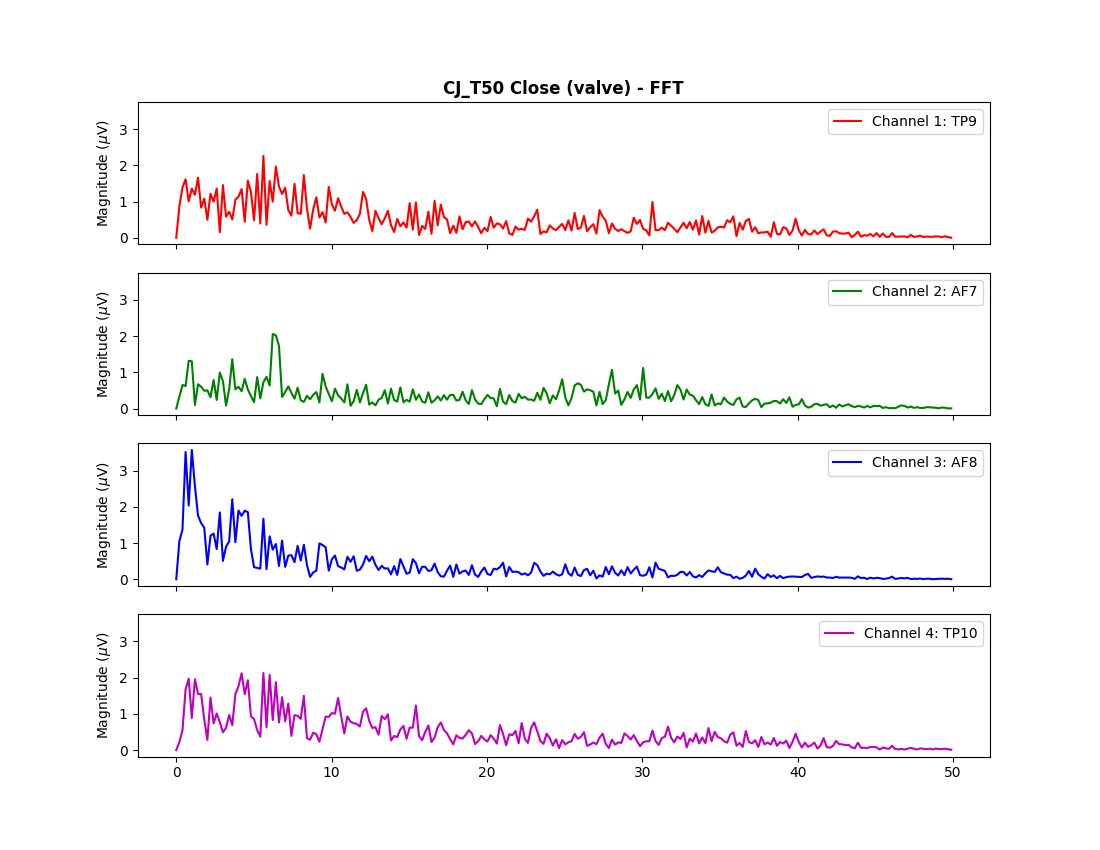 CJ_T50 Close (valve) - FFT
Magnitude (μV)
3
2
1
0
Channel 1: TP9
Magnitude (μV)
3
2
1
0
Channel 2: AF7
Magnitude (μV)
3
2
1
0
Channel 3: AF8
Magnitude (μV)
3
2
1
0
Channel 4: TP10
0 10 20 30 40 50